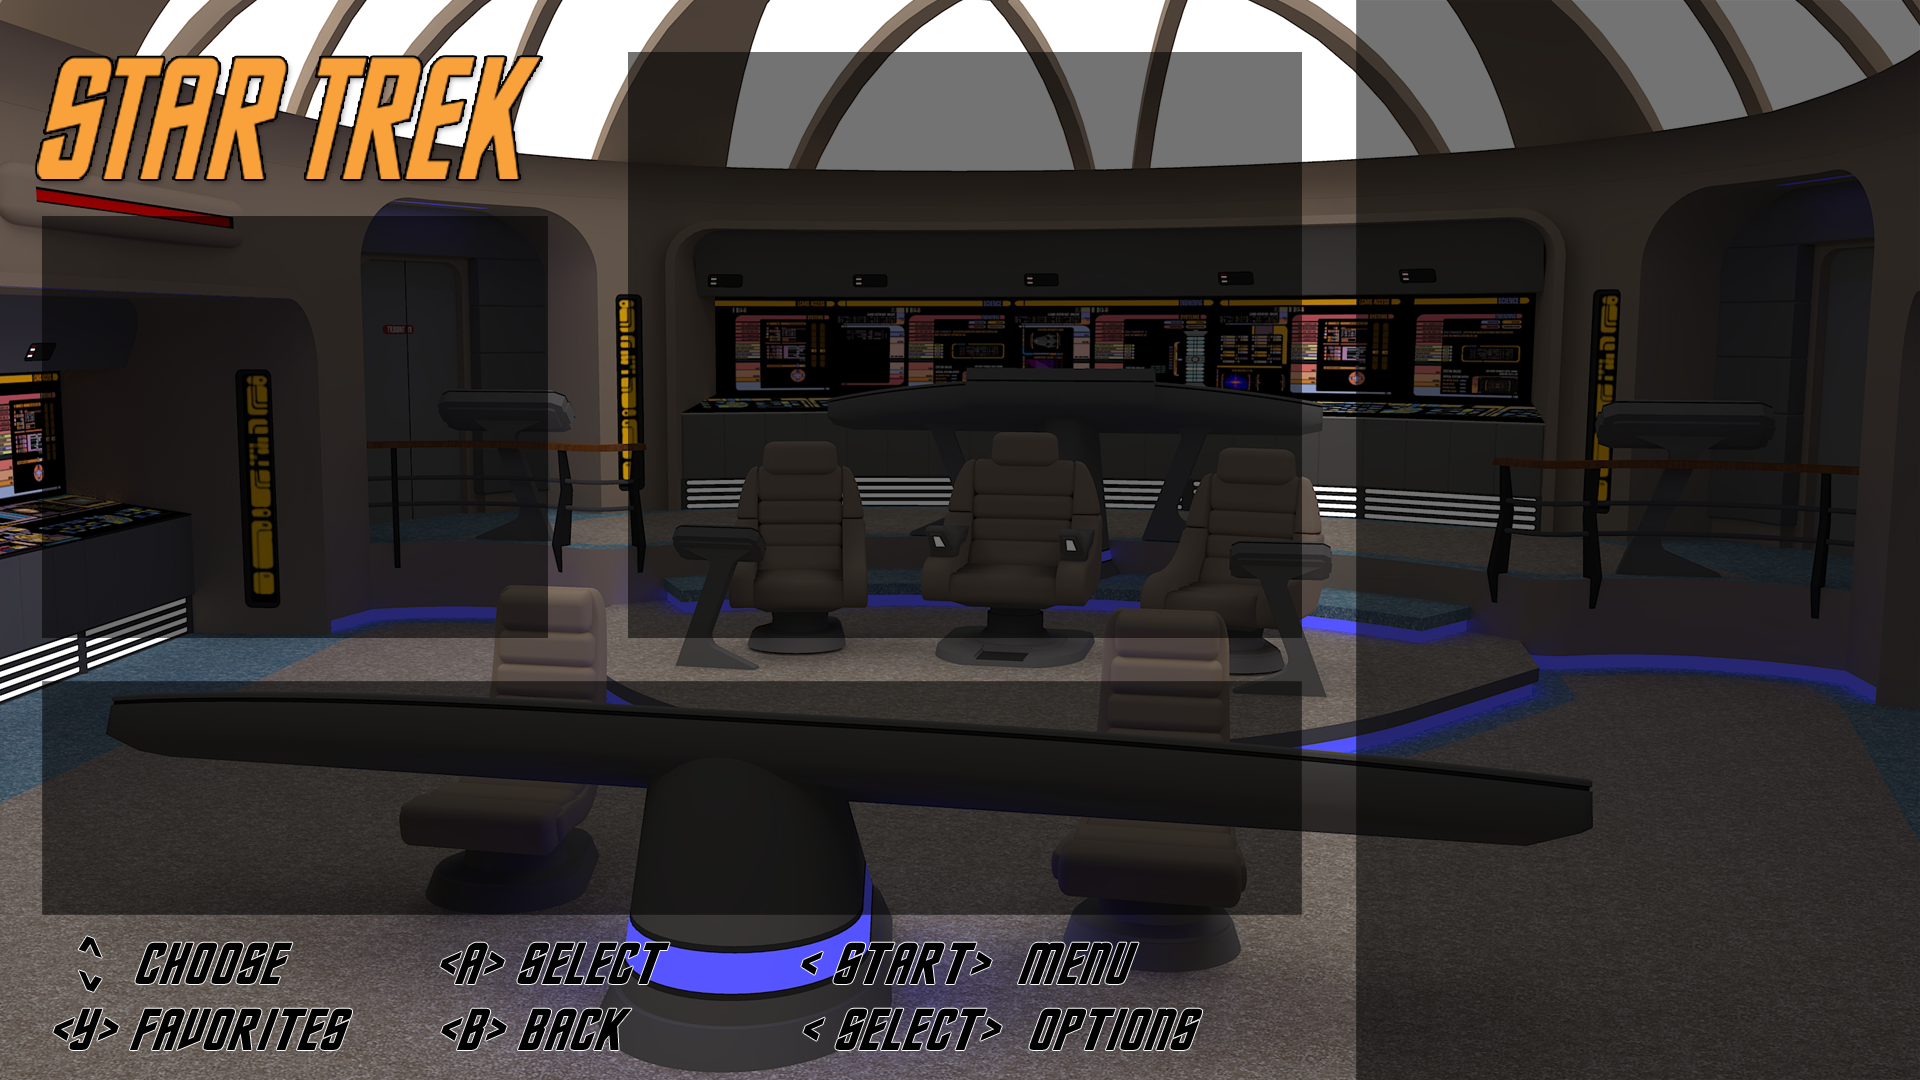 STAR TREK
CHOOSE
<A> SELECT
< START> MENU
<Y> FAVORITES
<B> BACK
< SELECT> OPTIONS